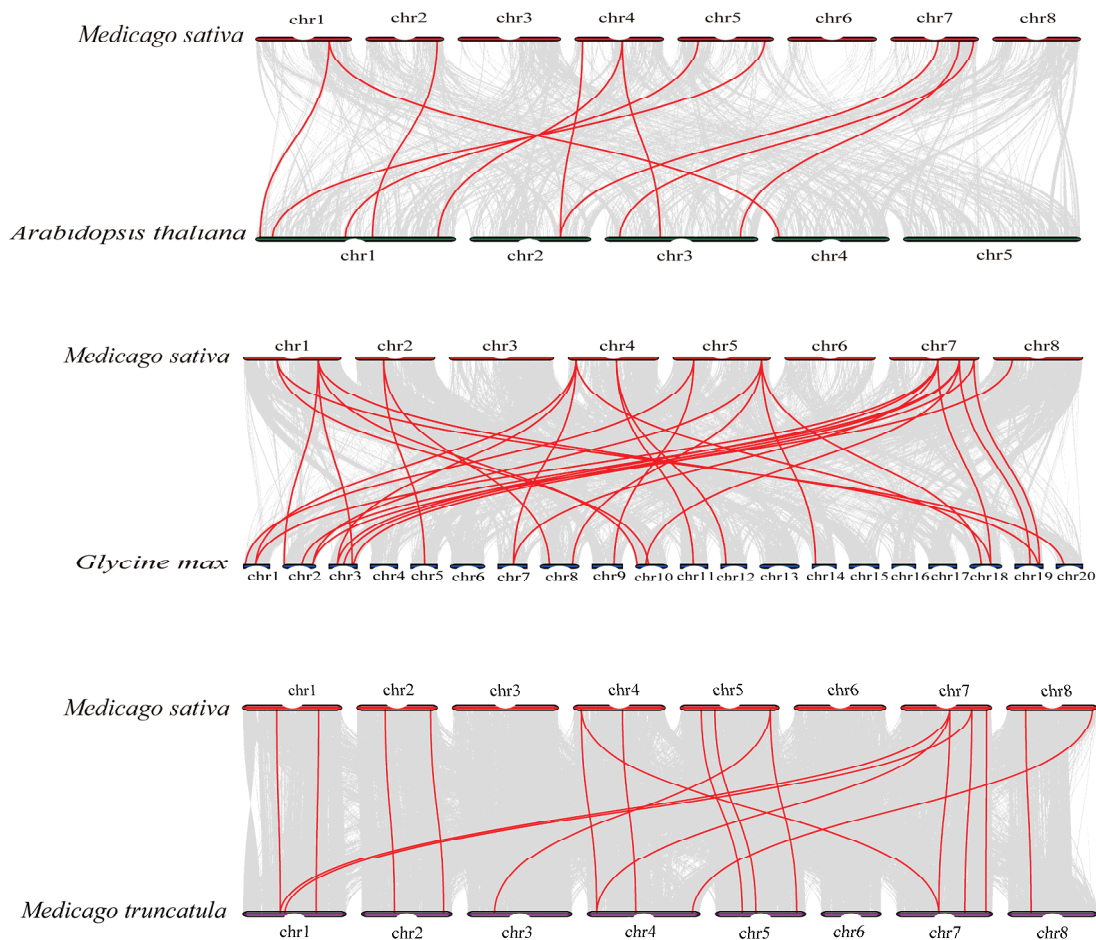 chr1 chr2 chr3 chr4 chr5 chr6 chr7 chr8
Medicago sativa
Arabidopsis thaliana
chr1 chr2 chr3 chr4 chr5
chr1 chr2 chr3 chr4 chr5 chr6 chr7 chr8
Medicago sativa
Glycine max
chr1 chr2 chr3 chr4 chr5 chr6 chr7 chr8 chr9 chr10 chr11 chr12 chr13 chr14 chr15 chr16 chr17 chr18 chr19 chr20
chr1 chr2 chr3 chr4 chr5 chr6 chr7 chr8
Medicago sativa
Medicago truncatula
chr1 chr2 chr3 chr4 chr5 chr6 chr7 chr8